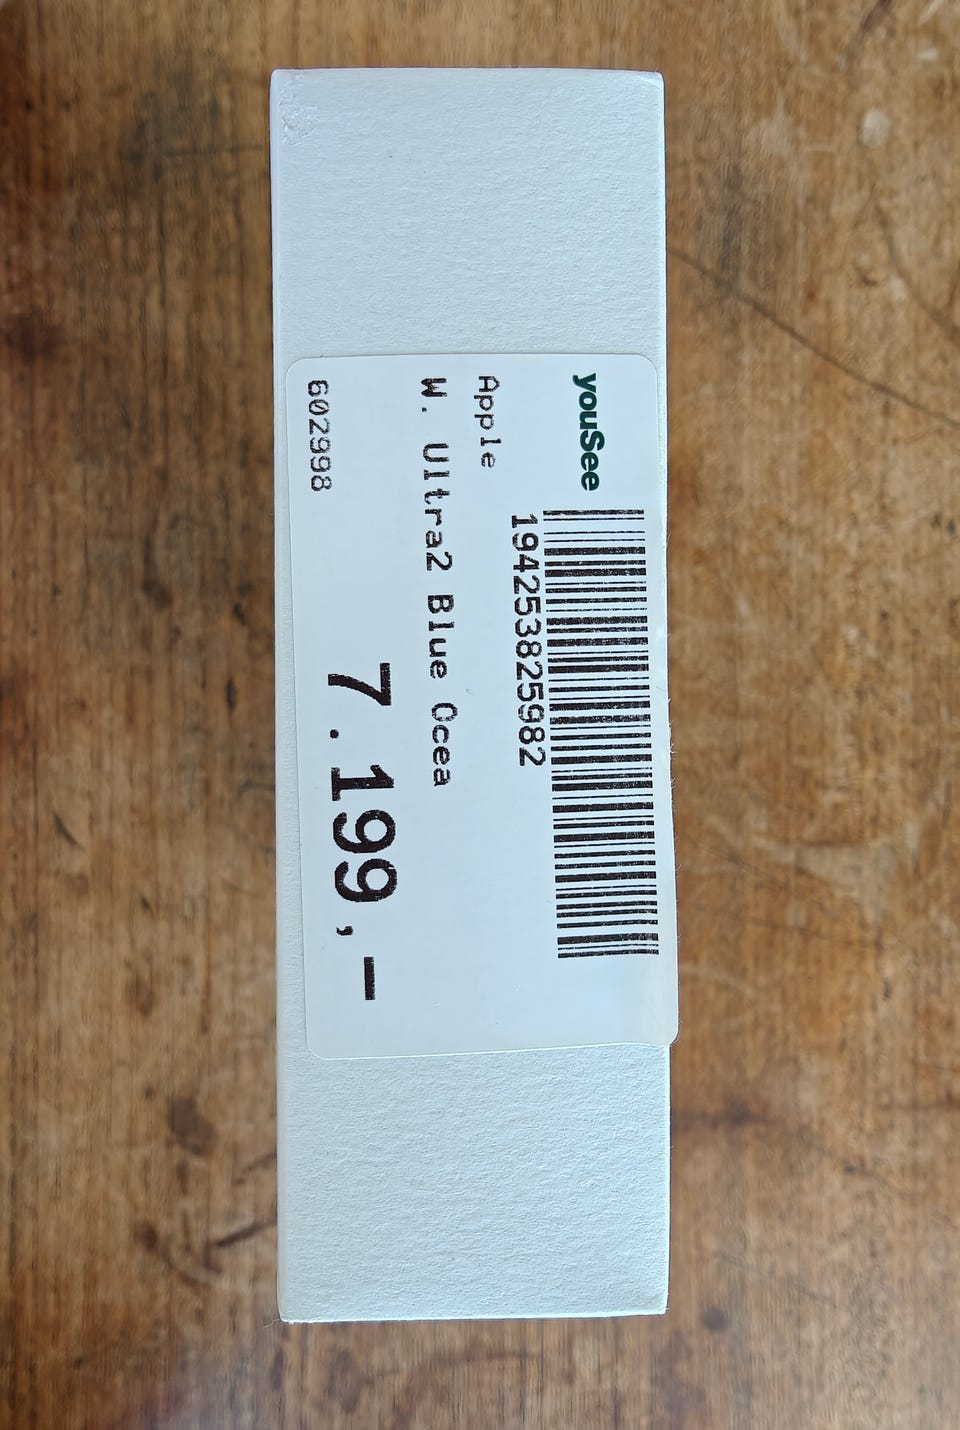 youSee
194253825982
Apple
W. Ultra2 Blue Ocea
7.199,-
602998